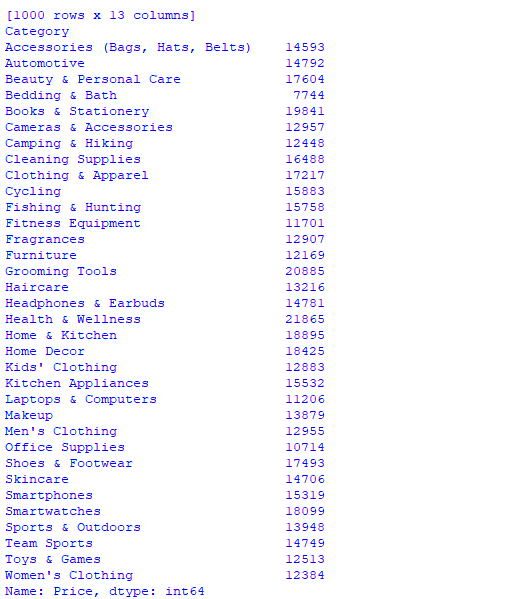 [1000 rows x 13 columns]
Category
Accessories (Bags, Hats, Belts)    14593
Automotive                         14792
Beauty & Personal Care             17604
Bedding & Bath                      7744
Books & Stationery                 19841
Cameras & Accessories              12957
Camping & Hiking                   12448
Cleaning Supplies                  16488
Clothing & Apparel                 17217
Cycling                            15883
Fishing & Hunting                  15758
Fitness Equipment                  11701
Fragrances                         12907
Furniture                          12169
Grooming Tools                     20885
Haircare                           13216
Headphones & Earbuds               14781
Health & Wellness                  21865
Home & Kitchen                     18895
Home Decor                         18425
Kids' Clothing                     12883
Kitchen Appliances                 15532
Laptops & Computers                11206
Makeup                             13879
Men's Clothing                     12955
Office Supplies                    10714
Shoes & Footwear                   17493
Skincare                           14706
Smartphones                        15319
Smartwatches                       18099
Sports & Outdoors                  13948
Team Sports                        14749
Toys & Games                       12513
Women's Clothing                   12384
Name: Price, dtype: int64